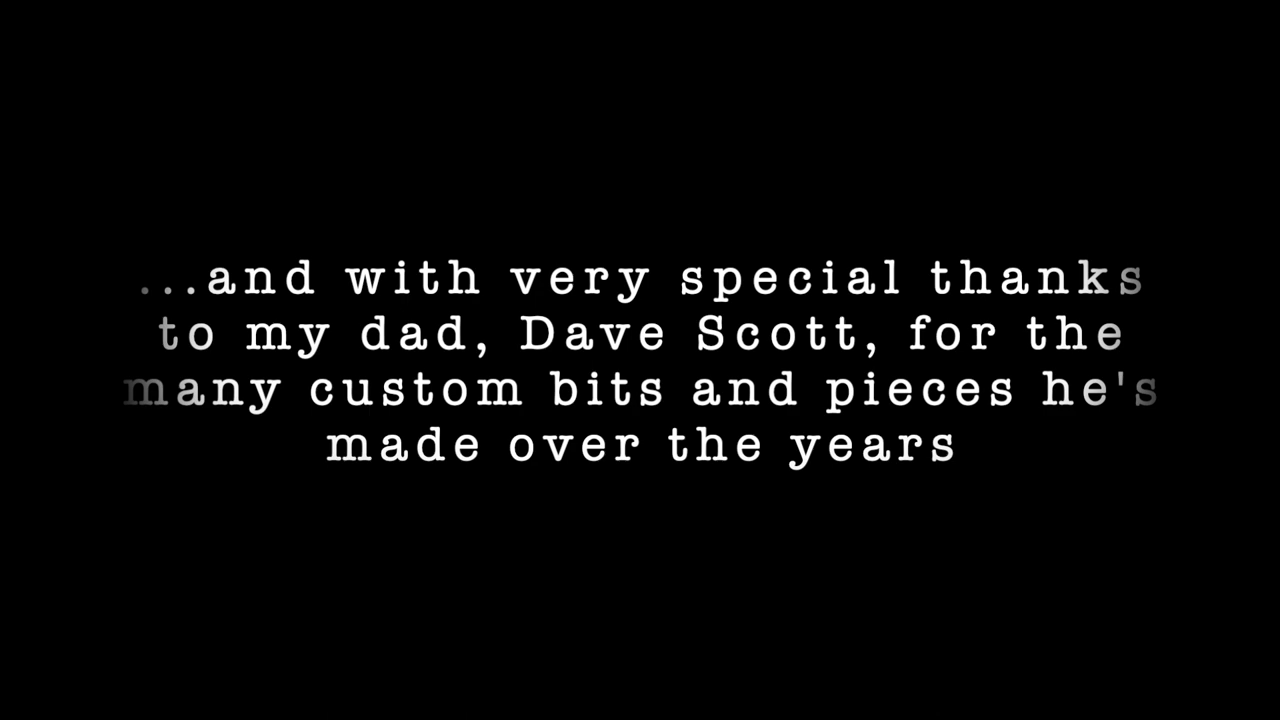 ...and with very special thanks
to my dad, Dave Scott, for the
many custom bits and pieces he's
made over the years